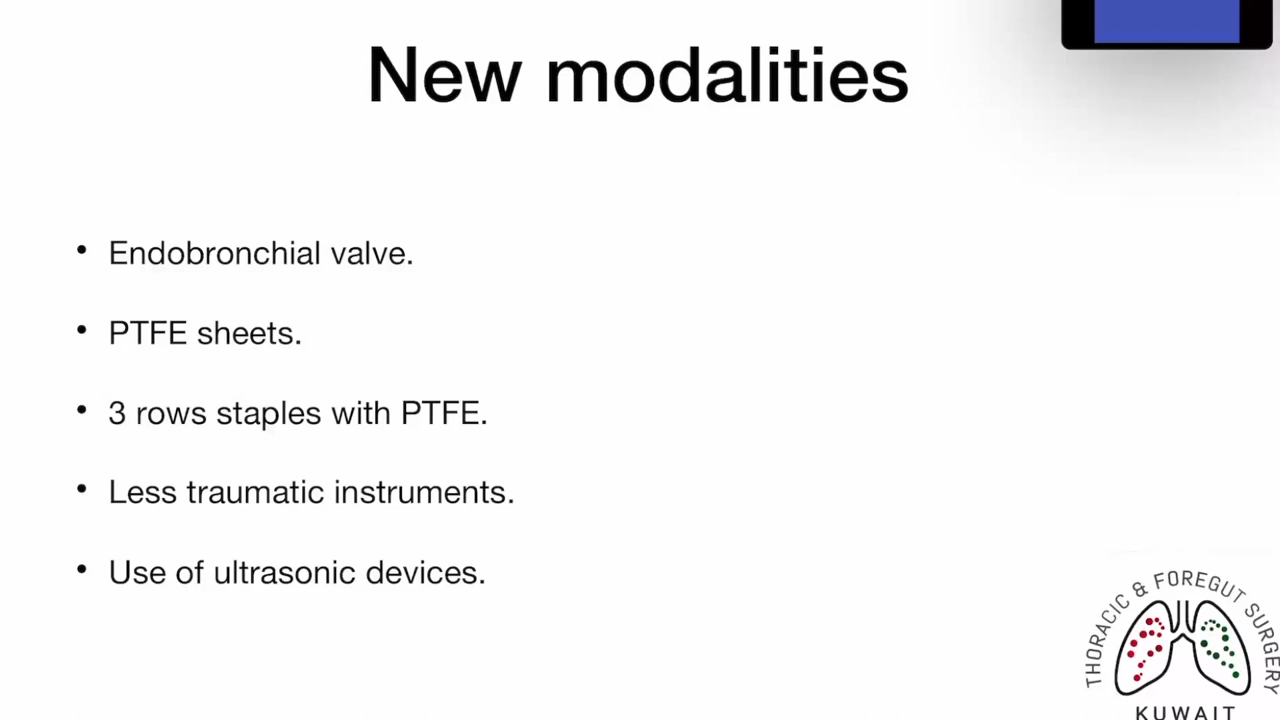 New modalities
• Endobronchial valve.
• PTFE sheets.
• 3 rows staples with PTFE.
• Less traumatic instruments.
• Use of ultrasonic devices.
THORACIC & FOREGUT SURGERY
KUWAIT